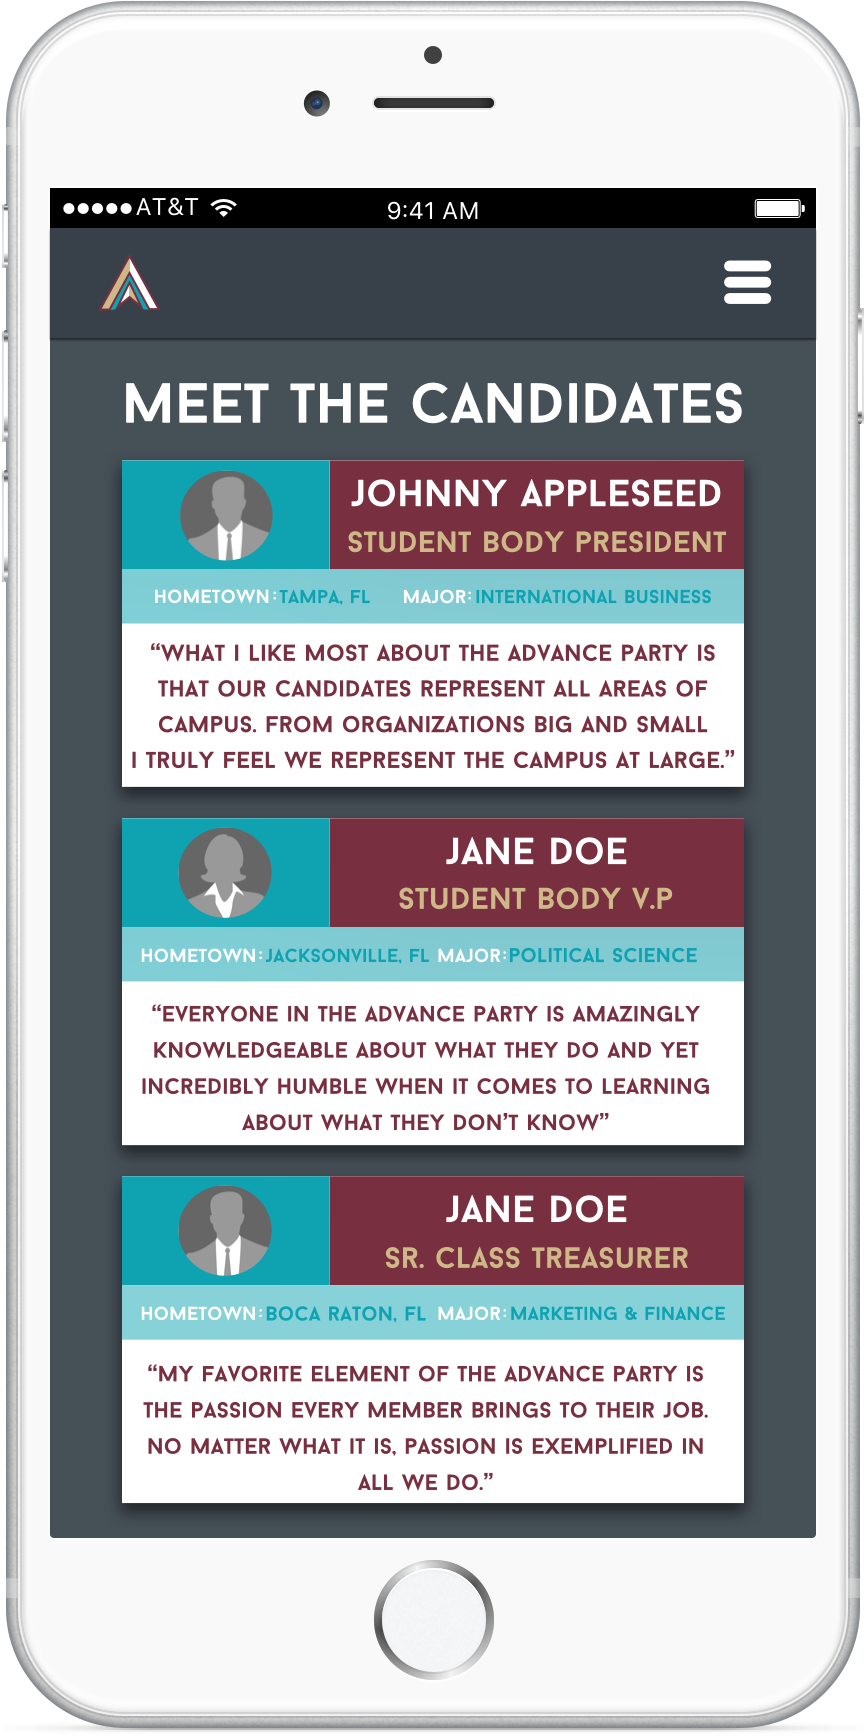 AT&T 9:41 AM
MEET THE CANDIDATES
JOHNNY APPLESEED
STUDENT BODY PRESIDENT
HOMETOWN: TAMPA, FL MAJOR: INTERNATIONAL BUSINESS
“WHAT I LIKE MOST ABOUT THE ADVANCE PARTY IS
THAT OUR CANDIDATES REPRESENT ALL AREAS OF
CAMPUS. FROM ORGANIZATIONS BIG AND SMALL
I TRULY FEEL WE REPRESENT THE CAMPUS AT LARGE.”
JANE DOE
STUDENT BODY V.P
HOMETOWN: JACKSONVILLE, FL MAJOR: POLITICAL SCIENCE
“EVERYONE IN THE ADVANCE PARTY IS AMAZINGLY
KNOWLEDGEABLE ABOUT WHAT THEY DO AND YET
INCREDIBLY HUMBLE WHEN IT COMES TO LEARNING
ABOUT WHAT THEY DON’T KNOW”
JANE DOE
SR. CLASS TREASURER
HOMETOWN: BOCA RATON, FL MAJOR: MARKETING & FINANCE
“MY FAVORITE ELEMENT OF THE ADVANCE PARTY IS
THE PASSION EVERY MEMBER BRINGS TO THEIR JOB.
NO MATTER WHAT IT IS, PASSION IS EXEMPLIFIED IN
ALL WE DO.”